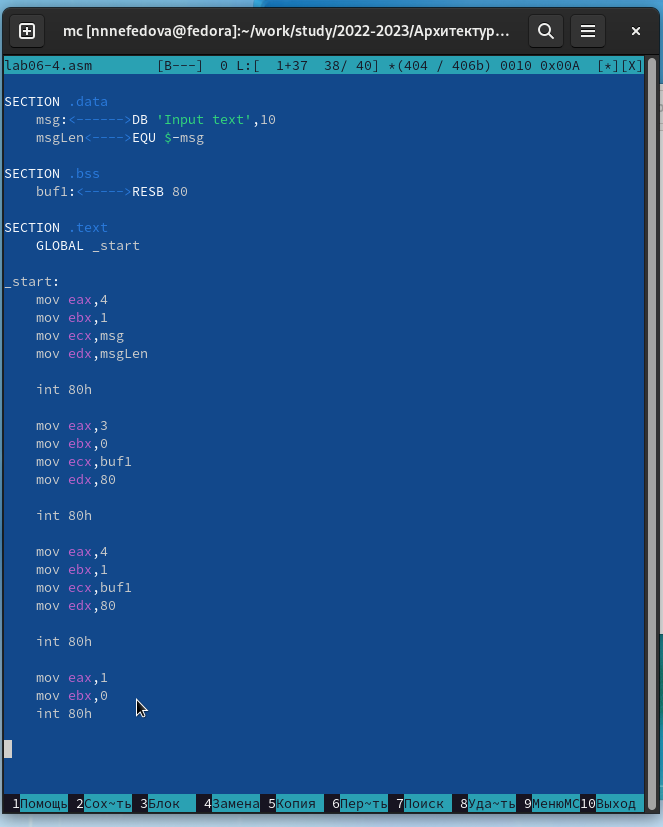 mc [nnnefedova@fedora]:~/work/study/2022-2023/Архитектур...
lab06-4.asm [B---] 0 L:[ 1+37 38/ 40] *(404 / 406b) 0010 0x00A [*][X]
SECTION .data
msg:<------>DB 'Input text',10
msgLen<---->EQU $-msg
SECTION .bss
buf1:<----->RESB 80
SECTION .text
GLOBAL _start
_start:
mov eax,4
mov ebx,1
mov ecx,msg
mov edx,msgLen
int 80h
mov eax,3
mov ebx,0
mov ecx,buf1
mov edx,80
int 80h
mov eax,4
mov ebx,1
mov ecx,buf1
mov edx,80
int 80h
mov eax,1
mov ebx,0
int 80h
1Помощь 2Сох~ть 3Блок 4Замена 5Копия 6Пер~ть 7Поиск 8Уда~ть 9МенюMC 10Выход